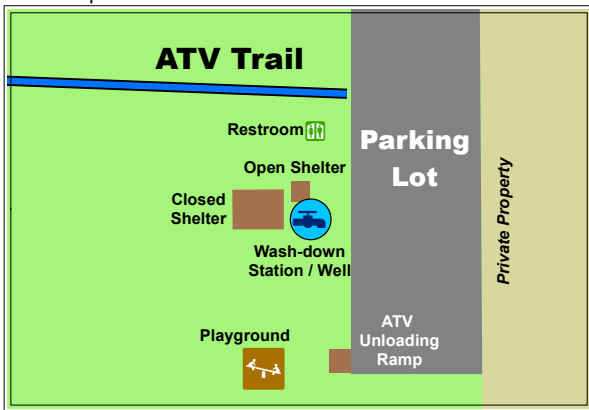 ATV Trail
Restroom
Parking
Lot
Open Shelter
Closed
Shelter
Private Property
Wash-down
Station / Well
ATV
Unloading
Ramp
Playground